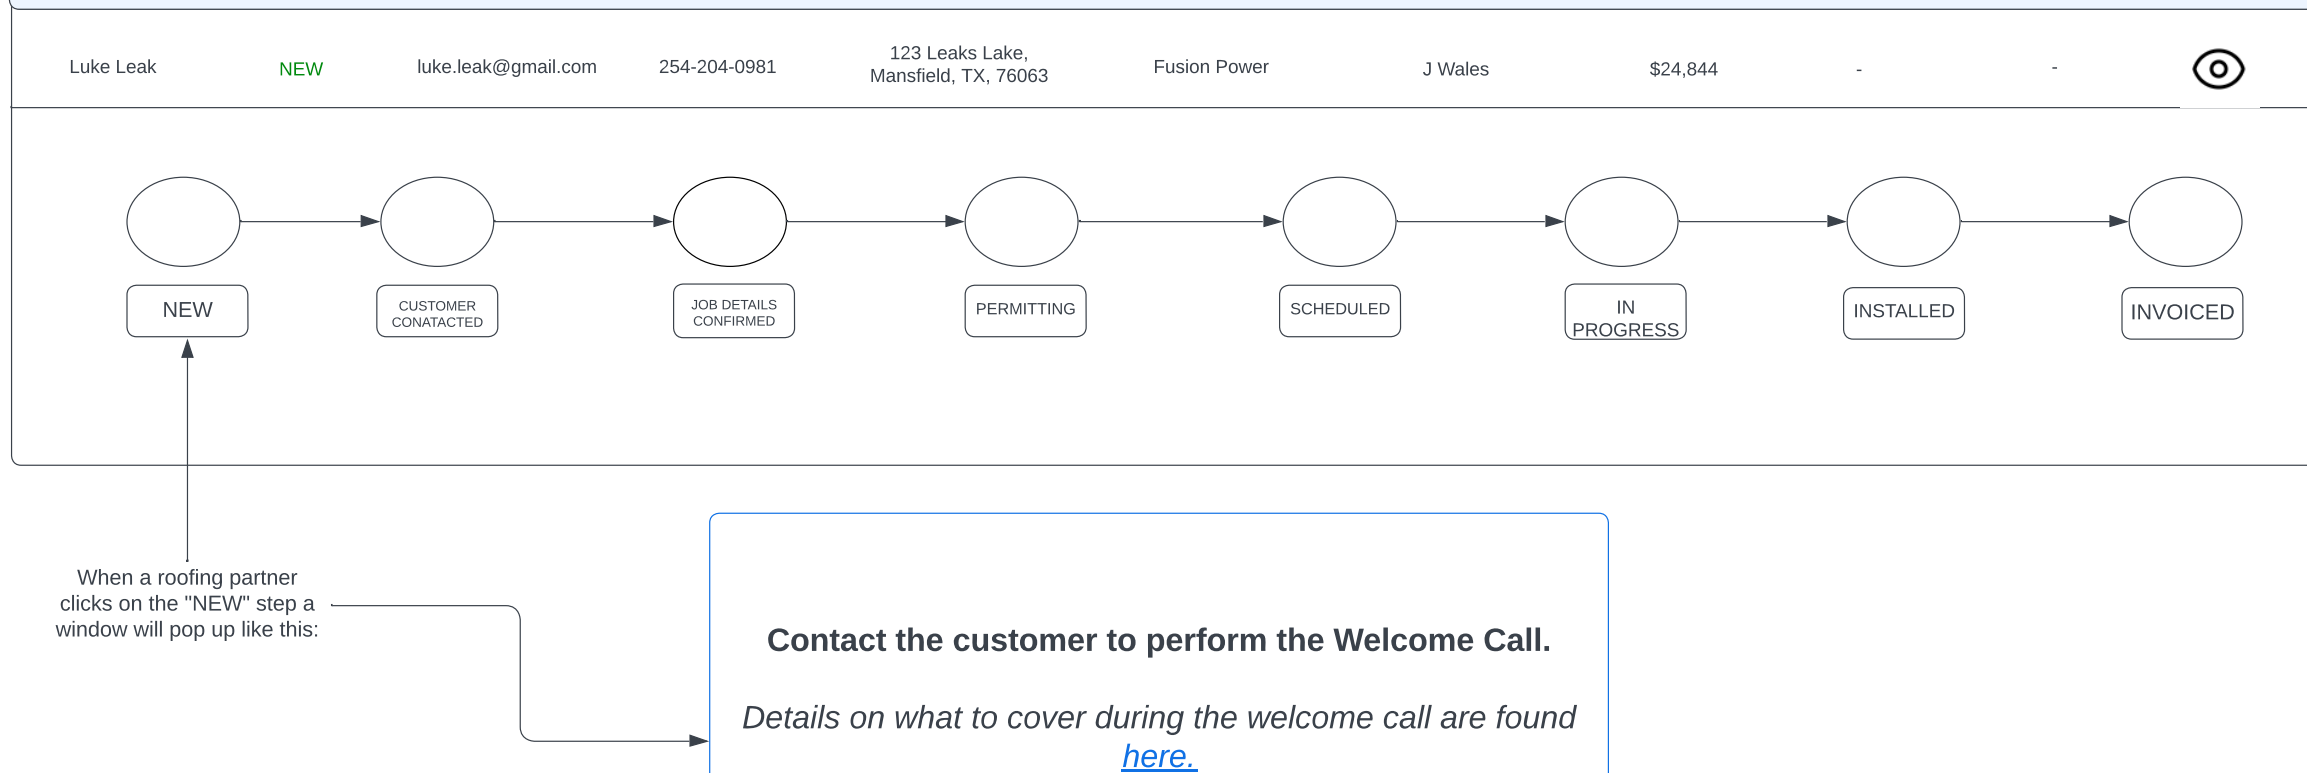 Luke Leak
NEW
luke.leak@gmail.com
254-204-0981
123 Leaks Lake,
Mansfield, TX, 76063
Fusion Power
J Wales
$24,844
-
-
NEW
CUSTOMER
CONATACTED
JOB DETAILS
CONFIRMED
PERMITTING
SCHEDULED
IN
PROGRESS
INSTALLED
INVOICED
When a roofing partner
clicks on the "NEW" step a
window will pop up like this:
Contact the customer to perform the Welcome Call.
Details on what to cover during the welcome call are found
here.